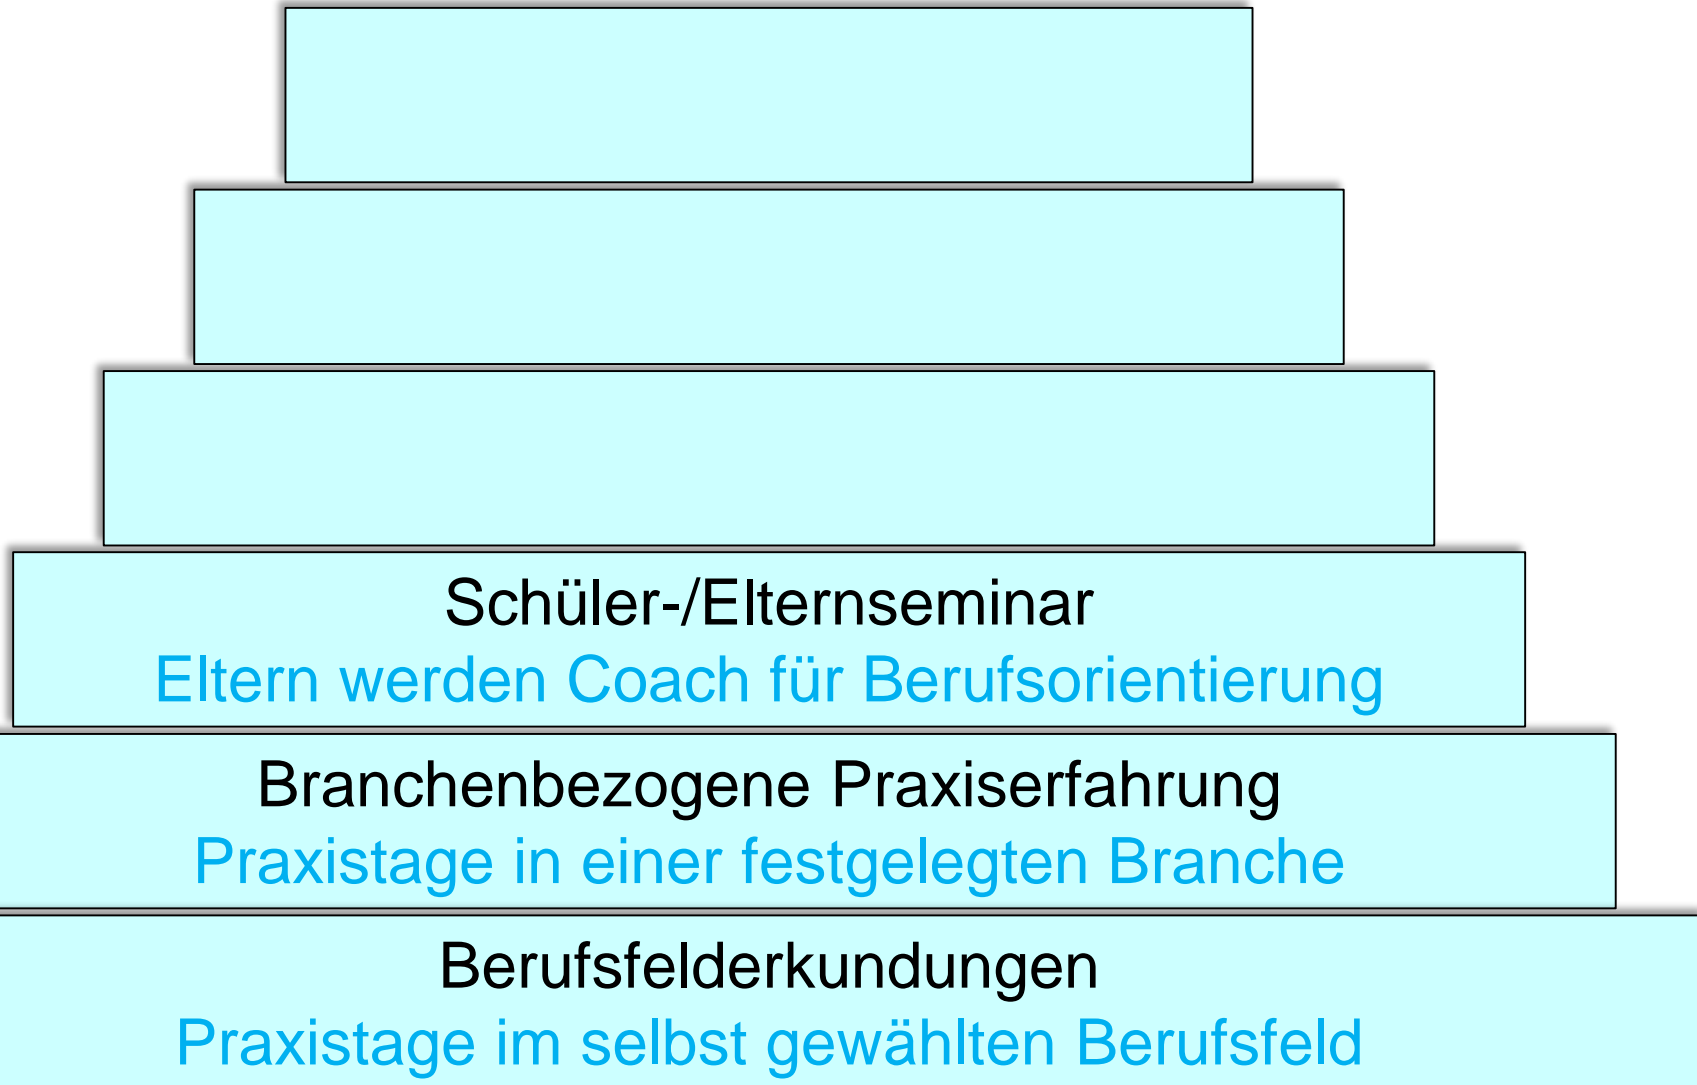 Schüler-/Elternseminar
Eltern werden Coach für Berufsorientierung
Branchenbezogene Praxiserfahrung
Praxistage in einer festgelegten Branche
Berufsfelderkundungen
Praxistage im selbst gewählten Berufsfeld